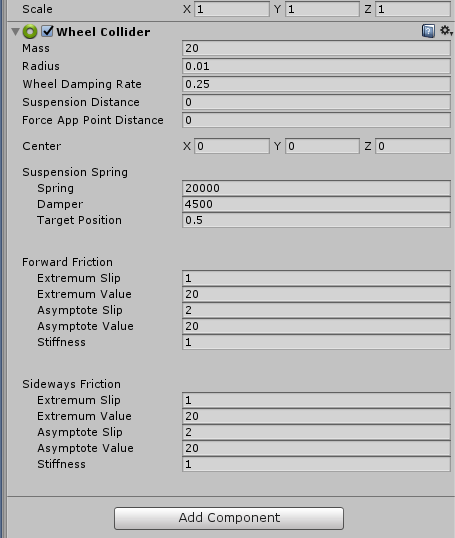 Scale X 1 Y 1 Z 1
Wheel Collider
Mass 20
Radius 0.01
Wheel Damping Rate 0.25
Suspension Distance 0
Force App Point Distance 0
Center X 0 Y 0 Z 0
Suspension Spring
Spring 20000
Damper 4500
Target Position 0.5
Forward Friction
Extremum Slip 1
Extremum Value 20
Asymptote Slip 2
Asymptote Value 20
Stiffness 1
Sideways Friction
Extremum Slip 1
Extremum Value 20
Asymptote Slip 2
Asymptote Value 20
Stiffness 1
Add Component